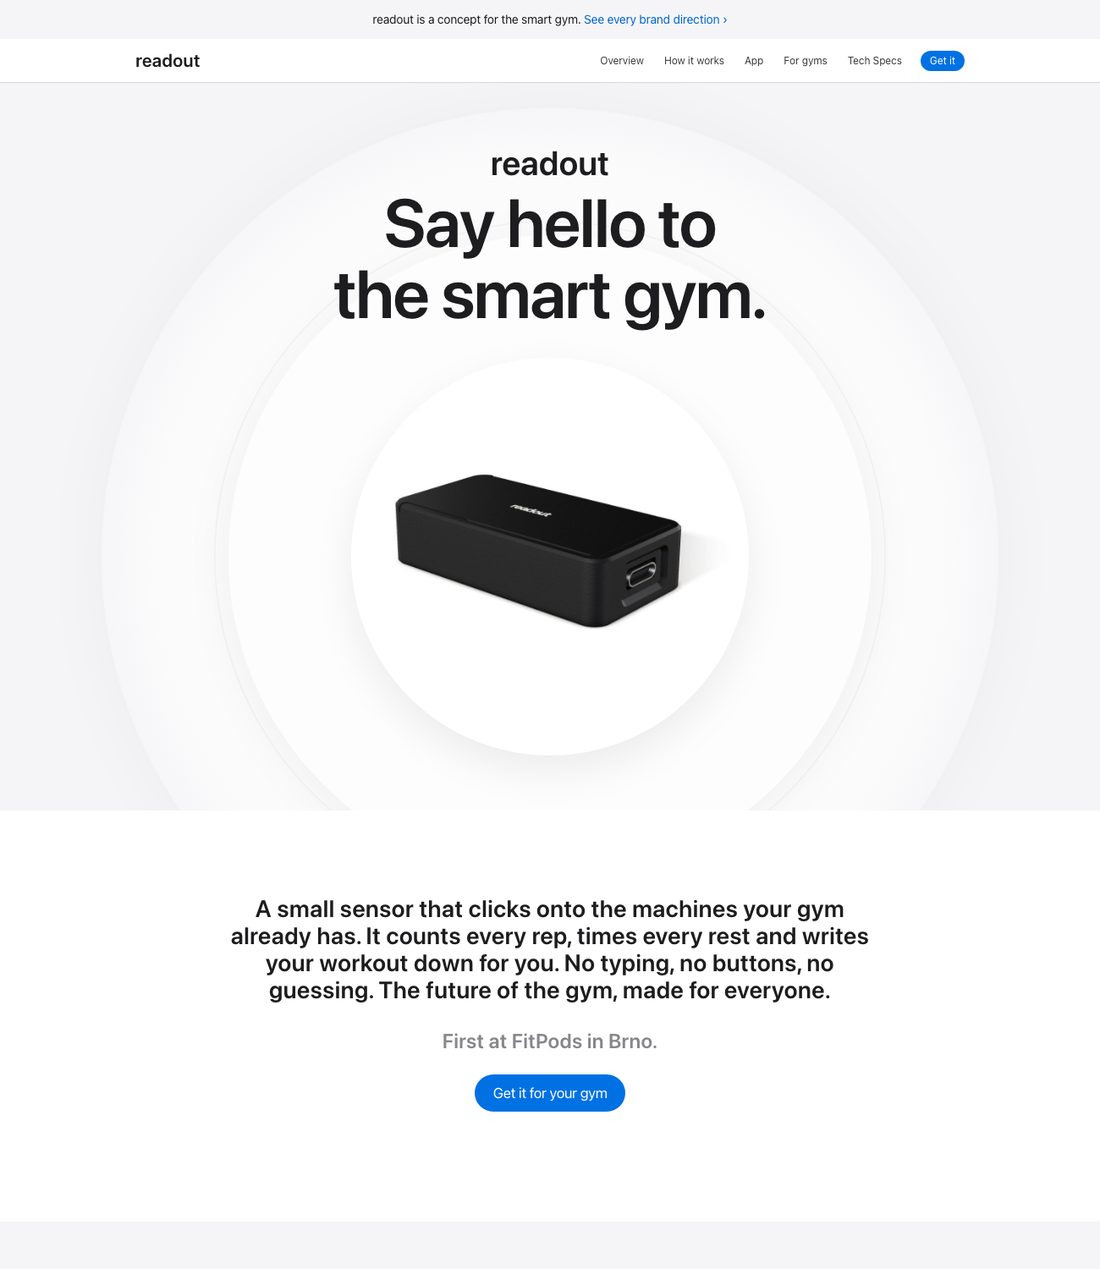 readout is a concept for the smart gym. See every brand direction ›
readout
Overview
How it works
App
For gyms
Tech Specs
Get it
readout
Say hello to
the smart gym.
readout
A small sensor that clicks onto the machines your gym
already has. It counts every rep, times every rest and writes
your workout down for you. No typing, no buttons, no
guessing. The future of the gym, made for everyone.
First at FitPods in Brno.
Get it for your gym